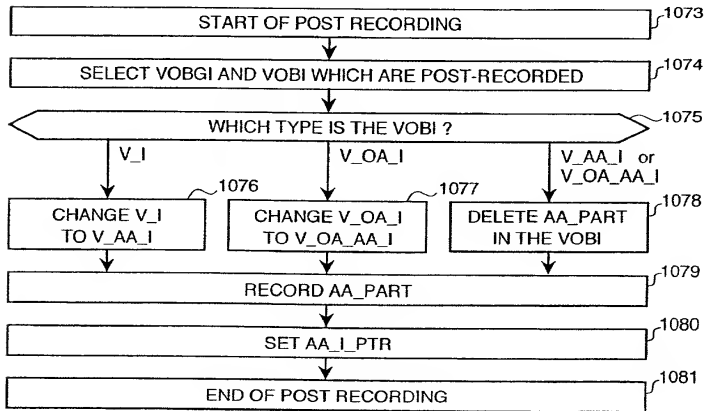 START OF POST RECORDING
1073
SELECT VOBGI AND VOBI WHICH ARE POST-RECORDED
1074
WHICH TYPE IS THE VOBI ?
1075
V_I
V_OA_I
V_AA_I or
V_OA_AA_I
1076
1077
1078
CHANGE V_I
TO V_AA_I
CHANGE V_OA_I
TO V_OA_AA_I
DELETE AA_PART
IN THE VOBI
1079
RECORD AA_PART
1080
SET AA_I_PTR
1081
END OF POST RECORDING